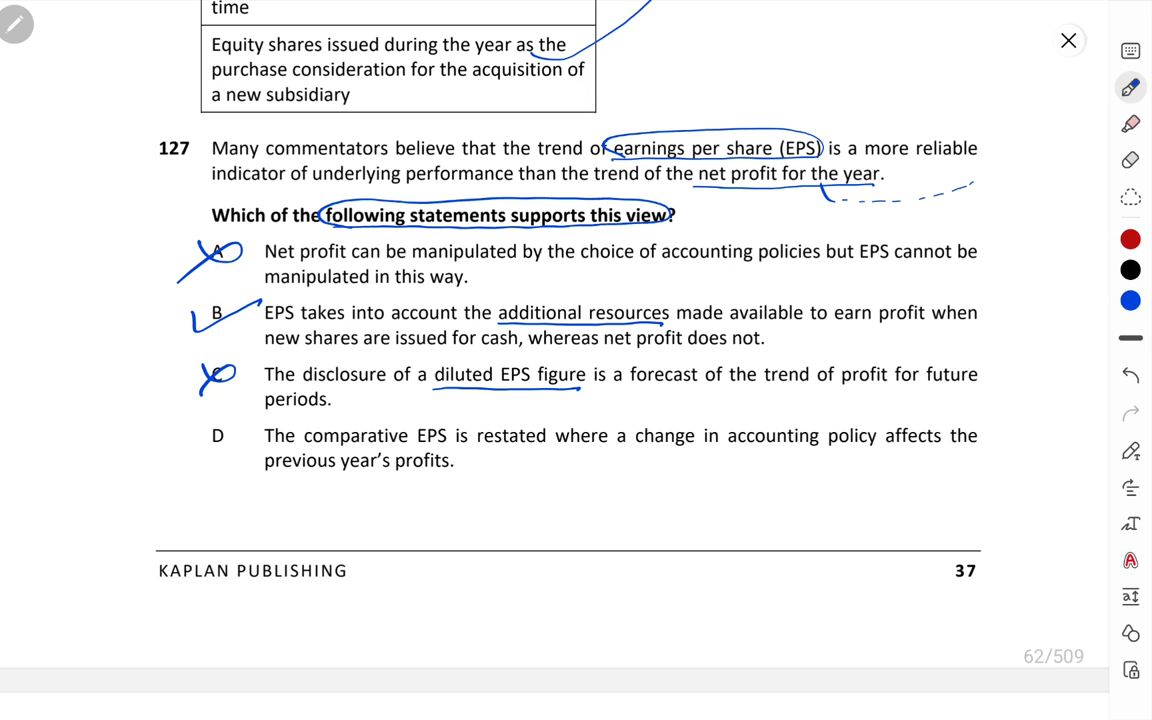 time
Equity shares issued during the year as the
purchase consideration for the acquisition of
a new subsidiary
127 Many commentators believe that the trend of earnings per share (EPS) is a more reliable
indicator of underlying performance than the trend of the net profit for the year.
Which of the following statements supports this view?
A Net profit can be manipulated by the choice of accounting policies but EPS cannot be
manipulated in this way.
B EPS takes into account the additional resources made available to earn profit when
new shares are issued for cash, whereas net profit does not.
C The disclosure of a diluted EPS figure is a forecast of the trend of profit for future
periods.
D The comparative EPS is restated where a change in accounting policy affects the
previous year's profits.
KAPLAN PUBLISHING 37
62/509